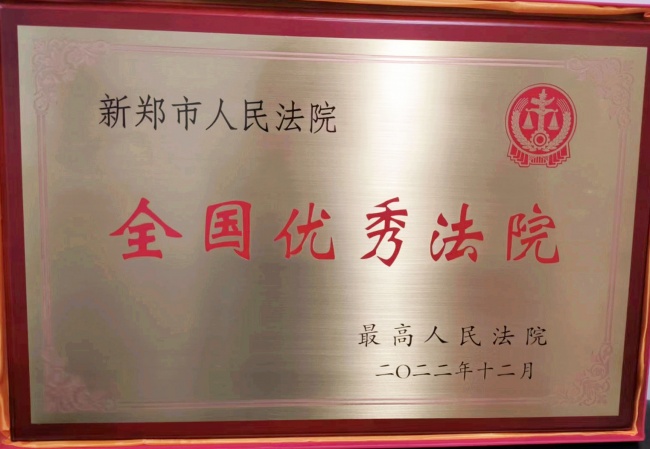 新郑市人民法院
全国优秀法院
最高人民法院
二〇二二年十二月